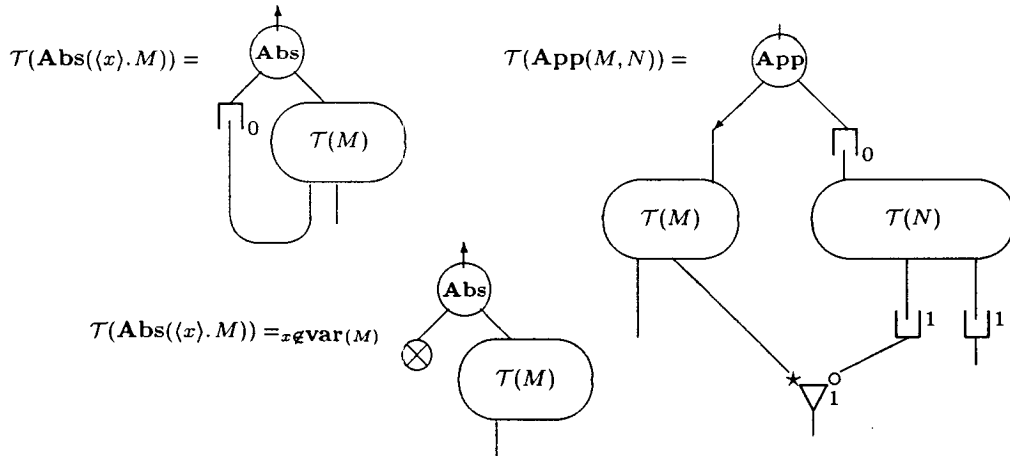 𝒯(Abs(⟨x⟩. M)) =
Abs
0
𝒯(M)
𝒯(App(M, N)) =
App
0
𝒯(M)
𝒯(N)
1
1
★
1
𝒯(Abs(⟨x⟩. M)) =x∉var(M)
Abs
𝒯(M)